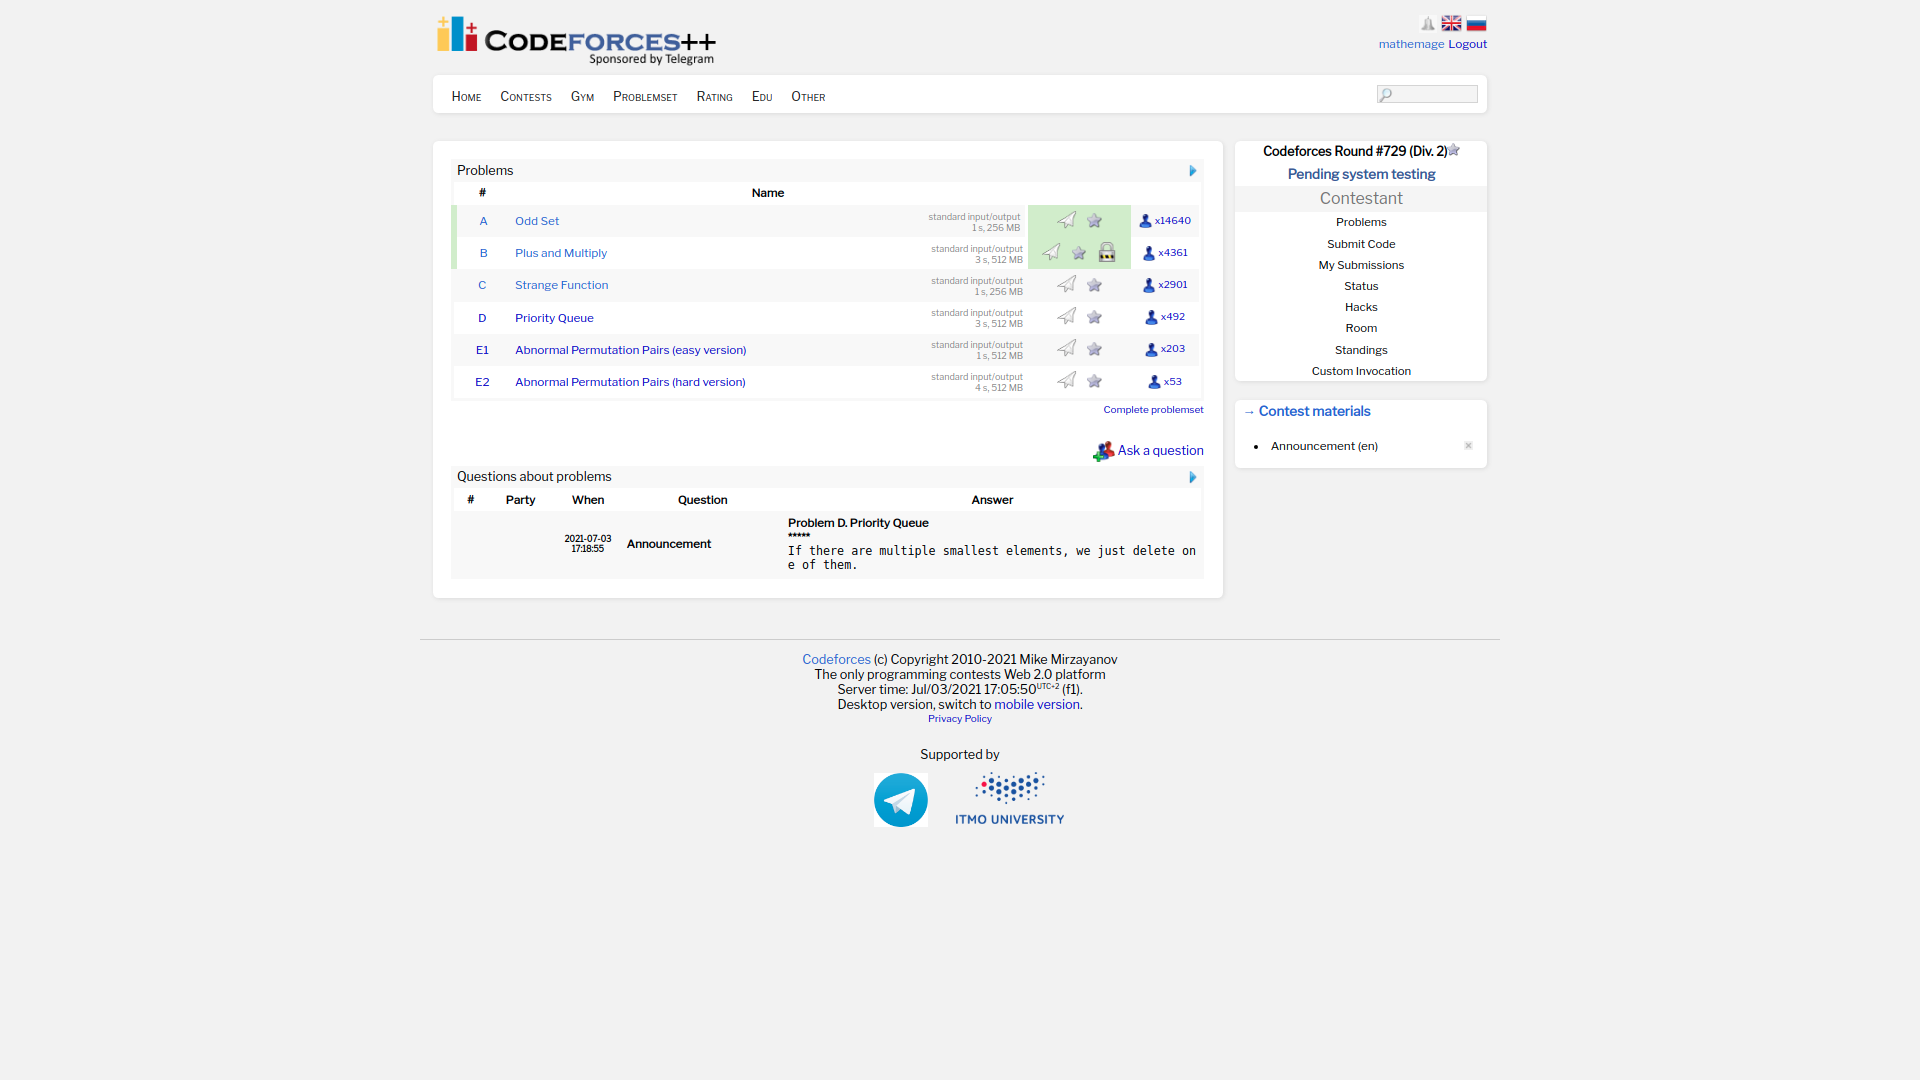 CODEFORCES++
Sponsored by Telegram
mathemage Logout
HOME CONTESTS GYM PROBLEMSET RATING EDU OTHER
Problems
# Name
A Odd Set standard input/output 1 s, 256 MB x14640
B Plus and Multiply standard input/output 3 s, 512 MB x4361
C Strange Function standard input/output 1 s, 256 MB x2901
D Priority Queue standard input/output 3 s, 512 MB x492
E1 Abnormal Permutation Pairs (easy version) standard input/output 1 s, 512 MB x203
E2 Abnormal Permutation Pairs (hard version) standard input/output 4 s, 512 MB x53
Complete problemset
Ask a question
Questions about problems
# Party When Question Answer
2021-07-03
17:18:55
Announcement
Problem D. Priority Queue
*****
If there are multiple smallest elements, we just delete on
e of them.
Codeforces Round #729 (Div. 2)
Pending system testing
Contestant
Problems
Submit Code
My Submissions
Status
Hacks
Room
Standings
Custom Invocation
→ Contest materials
Announcement (en)
Codeforces (c) Copyright 2010-2021 Mike Mirzayanov
The only programming contests Web 2.0 platform
Server time: Jul/03/2021 17:05:50 UTC+2 (f1).
Desktop version, switch to mobile version.
Privacy Policy
Supported by
ITMO UNIVERSITY